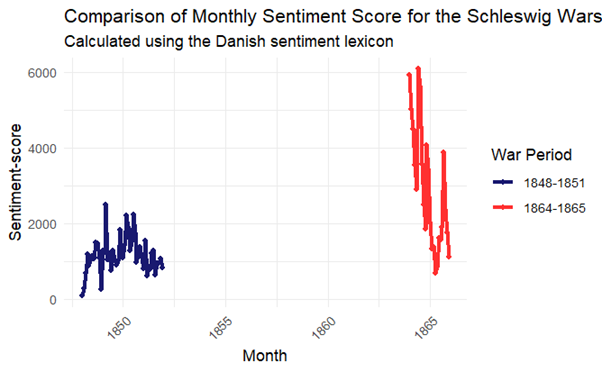 Comparison of Monthly Sentiment Score for the Schleswig Wars
Calculated using the Danish sentiment lexicon
6000
4000
2000
0
Sentiment-score
1850
1855
1860
1865
Month
War Period
1848-1851
1864-1865